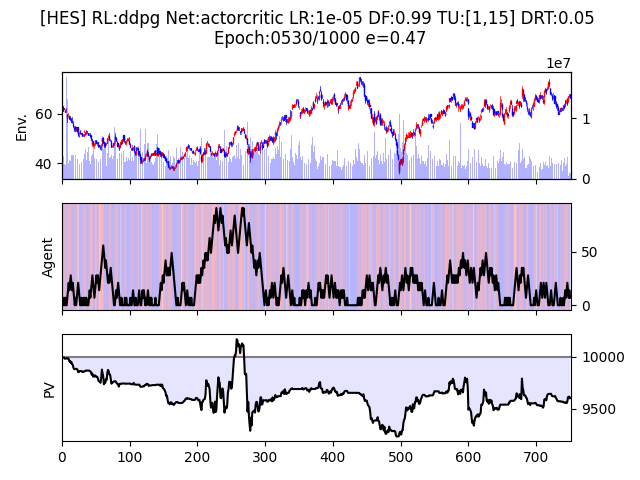 [HES] RL:ddpg Net:actorcritic LR:1e-05 DF:0.99 TU:[1,15] DRT:0.05
Epoch:0530/1000 e=0.47
1e7
Env.
60
40
1
0
Agent
50
0
PV
10000
9500
0 100 200 300 400 500 600 700